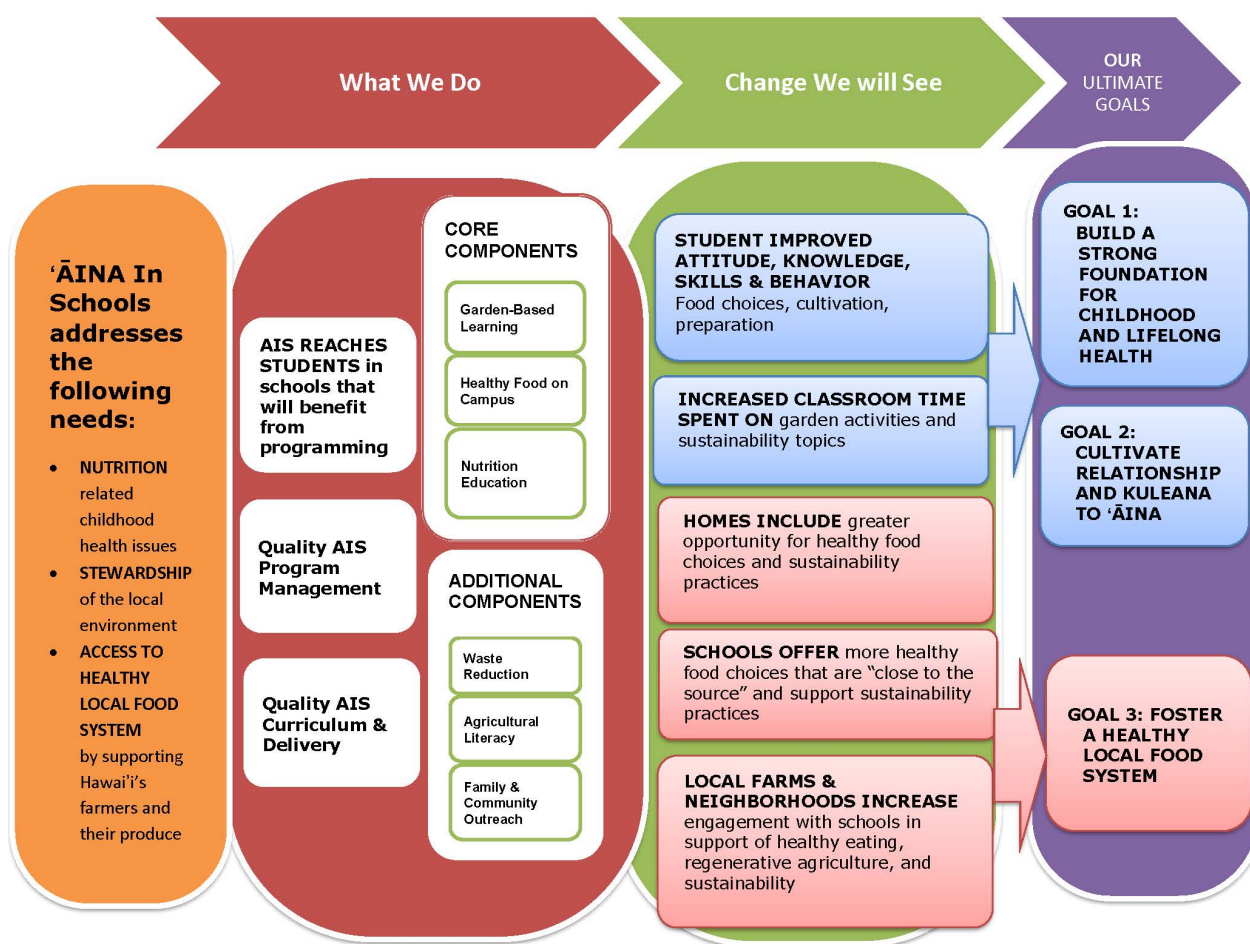 What We Do
Change We will See
OUR
ULTIMATE
GOALS
ʻĀINA In
Schools
addresses
the
following
needs:
• NUTRITION
related
childhood
health issues
• STEWARDSHIP
of the local
environment
• ACCESS TO
HEALTHY
LOCAL FOOD
SYSTEM
by supporting
Hawai'i's
farmers and
their produce
AIS REACHES
STUDENTS in
schools that
will benefit
from
programming
Quality AIS
Program
Management
Quality AIS
Curriculum &
Delivery
CORE
COMPONENTS
Garden-Based
Learning
Healthy Food on
Campus
Nutrition
Education
ADDITIONAL
COMPONENTS
Waste
Reduction
Agricultural
Literacy
Family &
Community
Outreach
STUDENT IMPROVED
ATTITUDE, KNOWLEDGE,
SKILLS & BEHAVIOR
Food choices, cultivation,
preparation
INCREASED CLASSROOM TIME
SPENT ON garden activities and
sustainability topics
HOMES INCLUDE greater
opportunity for healthy food
choices and sustainability
practices
SCHOOLS OFFER more healthy
food choices that are “close to the
source” and support sustainability
practices
LOCAL FARMS &
NEIGHBORHOODS INCREASE
engagement with schools in
support of healthy eating,
regenerative agriculture, and
sustainability
GOAL 1:
BUILD A
STRONG
FOUNDATION
FOR
CHILDHOOD
AND LIFELONG
HEALTH
GOAL 2:
CULTIVATE
RELATIONSHIP
AND KULEANA
TO ʻĀINA
GOAL 3: FOSTER
A HEALTHY
LOCAL FOOD
SYSTEM